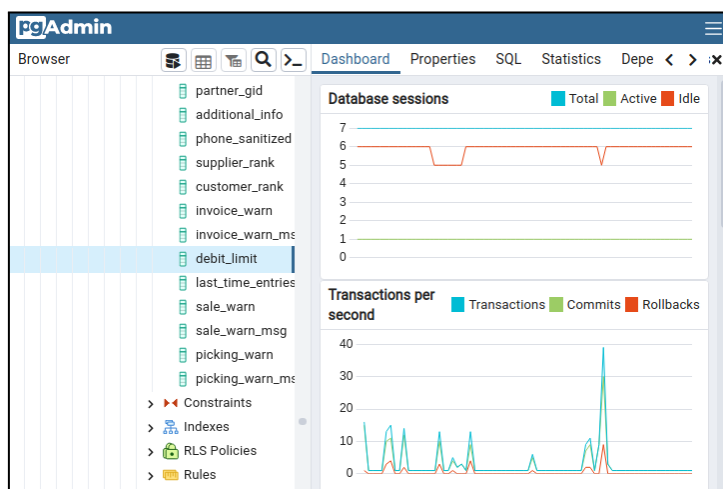 pgAdmin
Browser
Dashboard Properties SQL Statistics Depe
partner_gid
additional_info
phone_sanitized
supplier_rank
customer_rank
invoice_warn
invoice_warn_ms
debit_limit
last_time_entries
sale_warn
sale_warn_msg
picking_warn
picking_warn_ms
Constraints
Indexes
RLS Policies
Rules
Database sessions
Total Active Idle
7
6
5
4
3
2
1
0
Transactions per second
Transactions Commits Rollbacks
40
30
20
10
0